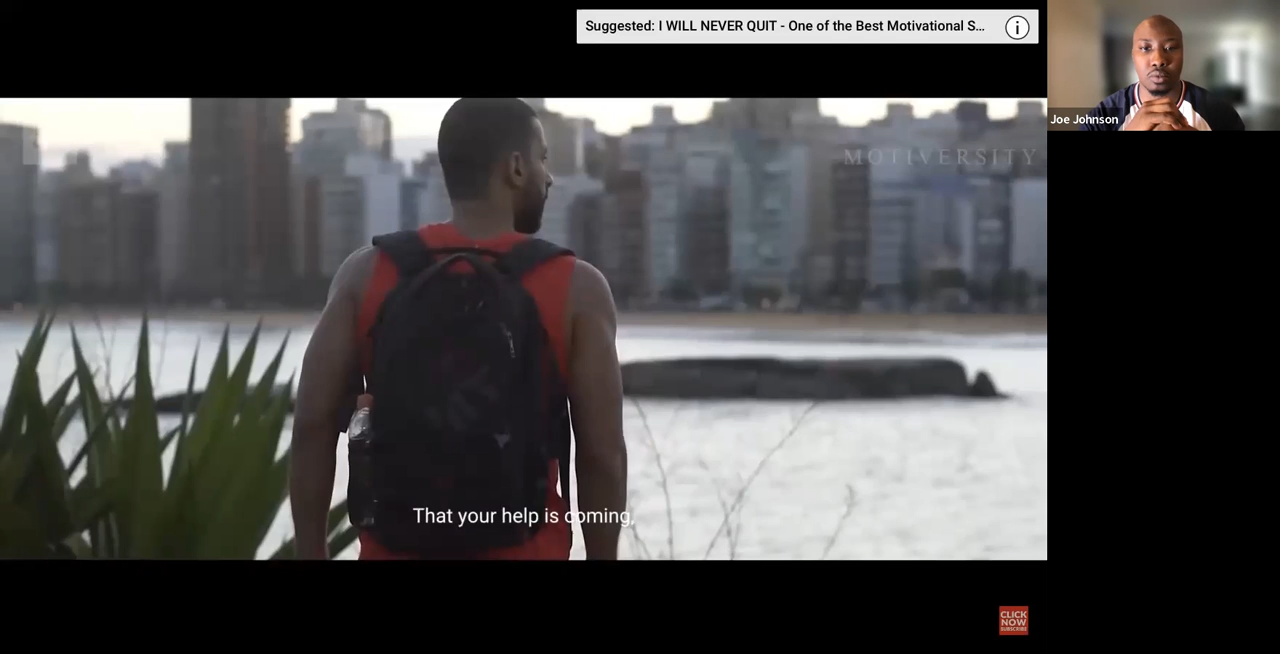 Suggested: I WILL NEVER QUIT - One of the Best Motivational S...
Joe Johnson
MOTIVERSITY
That your help is coming.
CLICK
NOW
SUBSCRIBE